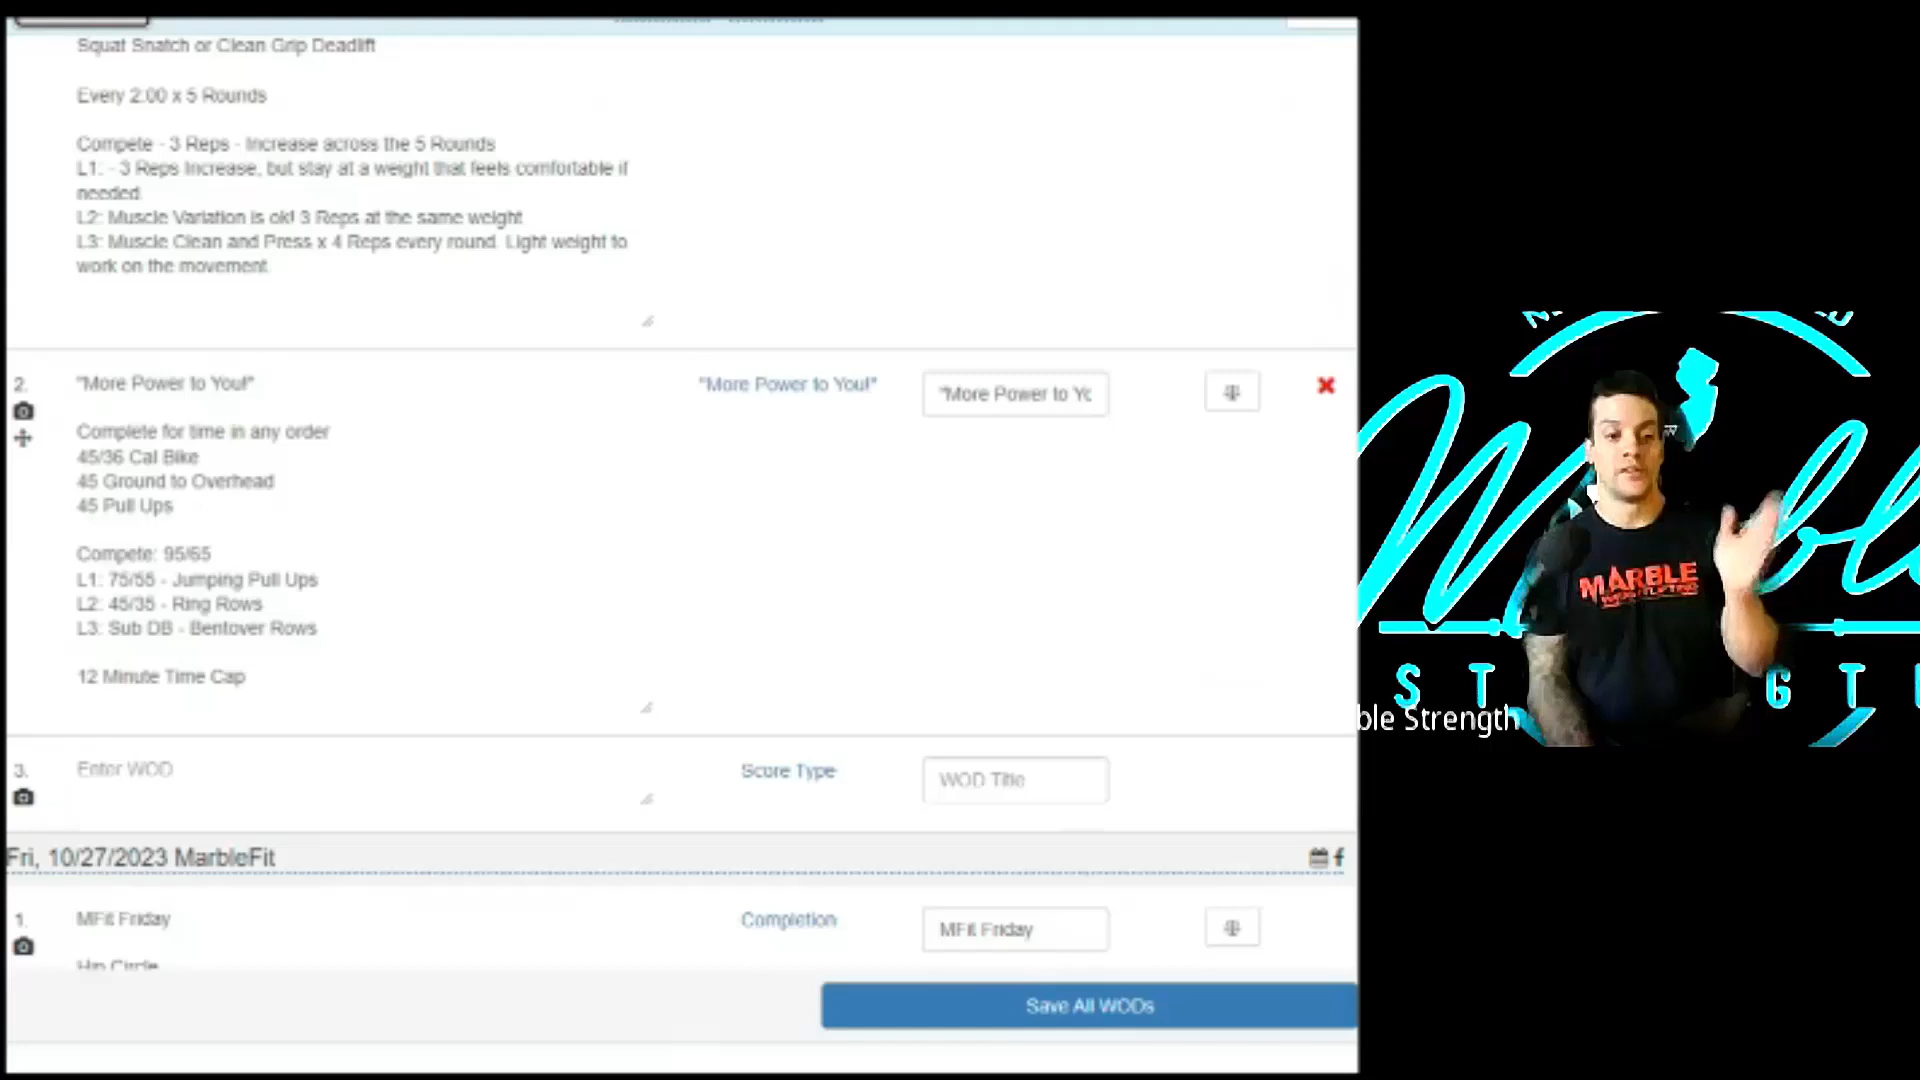 Squat Snatch or Clean Grip Deadlift
Every 2:00 x 5 Rounds
Compete - 3 Reps - Increase across the 5 Rounds
L1: - 3 Reps Increase, but stay at a weight that feels comfortable if
needed.
L2: Muscle Variation is ok! 3 Reps at the same weight
L3: Muscle Clean and Press x 4 Reps every round. Light weight to
work on the movement.
2. "More Power to You!" "More Power to You!" "More Power to Yo
Complete for time in any order
45/36 Cal Bike
45 Ground to Overhead
45 Pull Ups
Compete: 95/65
L1: 75/55 - Jumping Pull Ups
L2: 45/35 - Ring Rows
L3: Sub DB - Bentover Rows
12 Minute Time Cap
3. Enter WOD Score Type WOD Title
Fri, 10/27/2023 MarbleFit
1. MFit Friday Completion MFit Friday
Hip Circle
Save All WODs
MARBLE
ble Strength